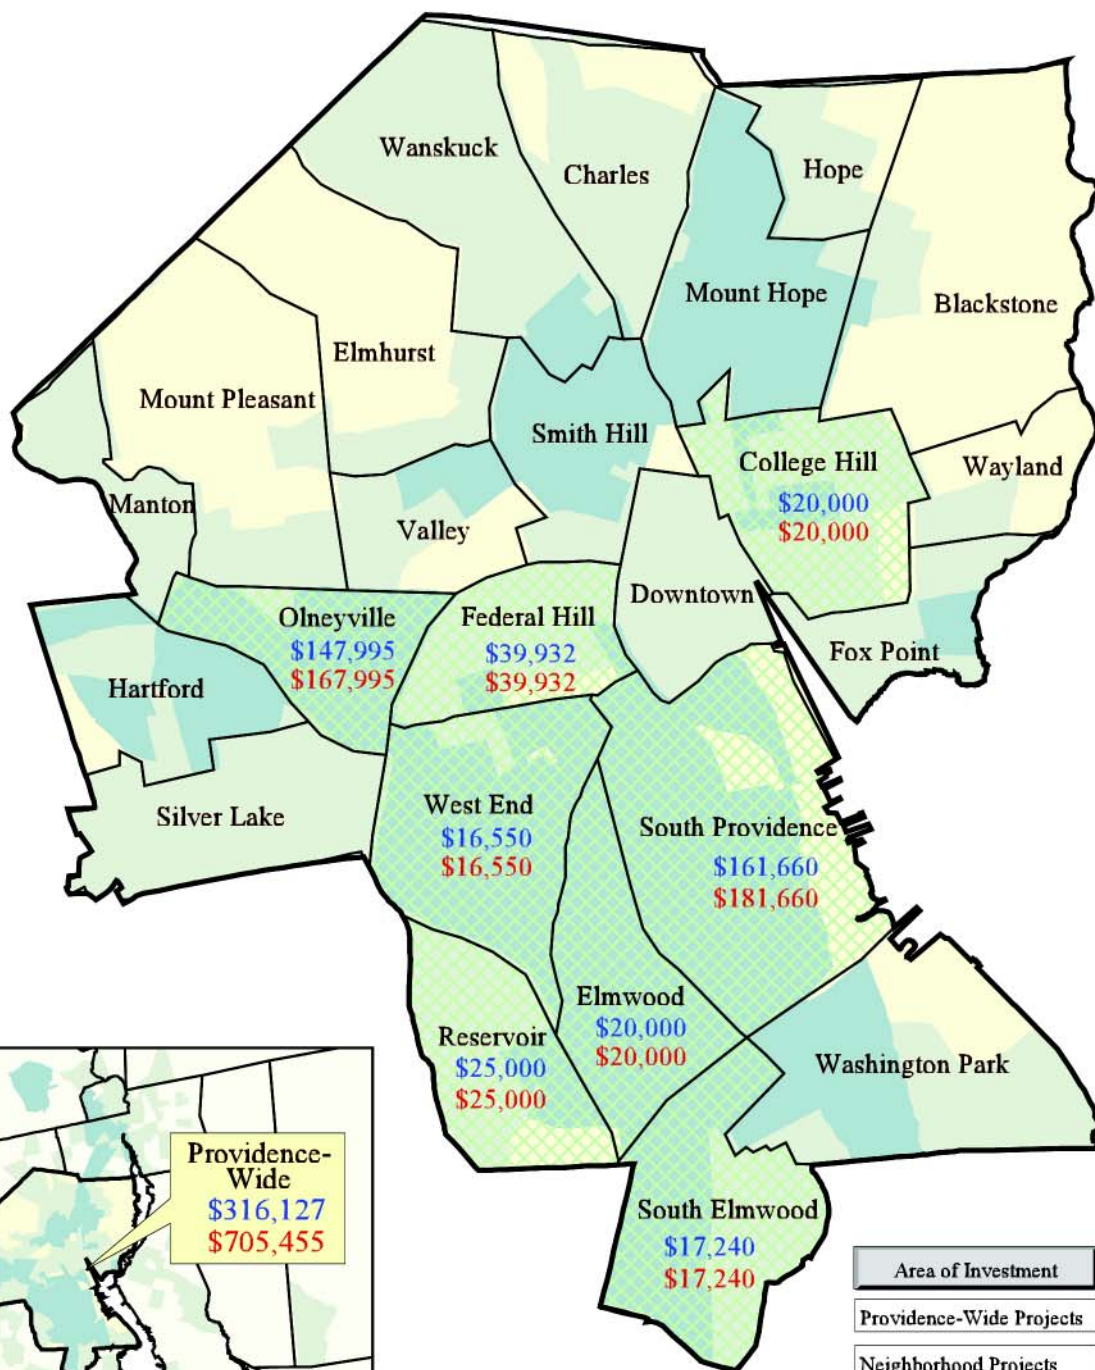 Wanskuck
Charles
Hope
Mount Hope
Blackstone
Elmhurst
Mount Pleasant
Smith Hill
College Hill
$20,000
$20,000
Wayland
Manton
Valley
Downtown
Olneyville
$147,995
$167,995
Federal Hill
$39,932
$39,932
Fox Point
Hartford
Silver Lake
West End
$16,550
$16,550
South Providence
$161,660
$181,660
Elmwood
$20,000
$20,000
Reservoir
$25,000
$25,000
Washington Park
Providence-
Wide
$316,127
$705,455
South Elmwood
$17,240
$17,240
Area of Investment
Providence-Wide Projects
Neighborhood Projects